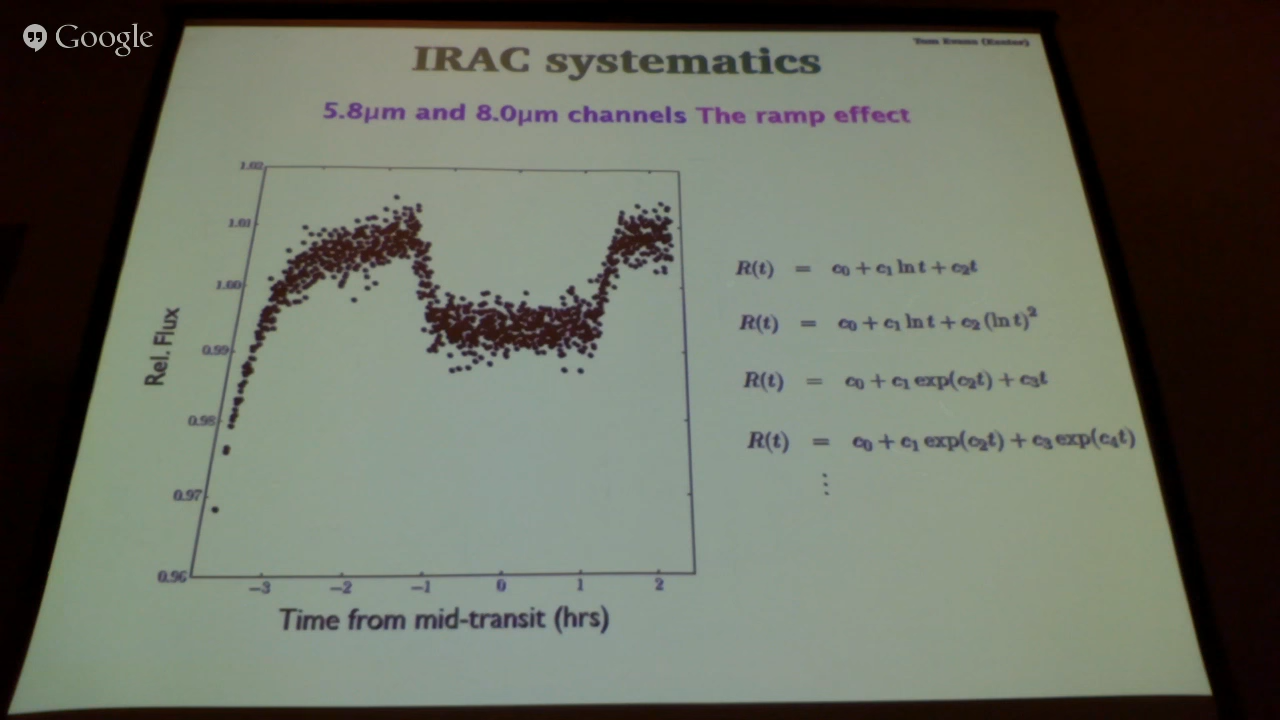 Google
Tom Evans (Exeter)
IRAC systematics
5.8μm and 8.0μm channels The ramp effect
1.02
1.01
1.00
0.99
0.98
0.97
0.96
Rel. Flux
−3 −2 −1 0 1 2
Time from mid-transit (hrs)
R(t) = c₀ + c₁ ln t + c₂t
R(t) = c₀ + c₁ ln t + c₂ (ln t)²
R(t) = c₀ + c₁ exp(c₂t) + c₃t
R(t) = c₀ + c₁ exp(c₂t) + c₃ exp(c₄t)
⋮